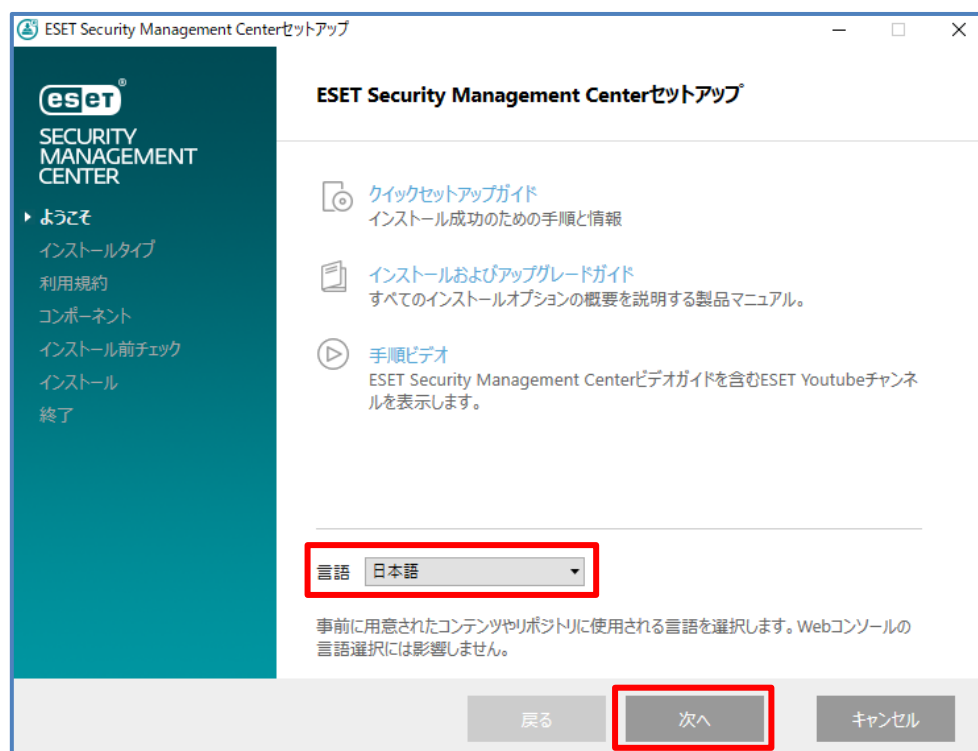 ESET Security Management Centerセットアップ
eset®
SECURITY
MANAGEMENT
CENTER
ようこそ
インストールタイプ
利用規約
コンポーネント
インストール前チェック
インストール
終了
ESET Security Management Centerセットアップ
クイックセットアップガイド
インストール成功のための手順と情報
インストールおよびアップグレードガイド
すべてのインストールオプションの概要を説明する製品マニュアル。
手順ビデオ
ESET Security Management Centerビデオガイドを含むESET Youtubeチャンネ
ルを表示します。
言語 日本語
事前に用意されたコンテンツやリポジトリに使用される言語を選択します。Webコンソールの
言語選択には影響しません。
戻る 次へ キャンセル